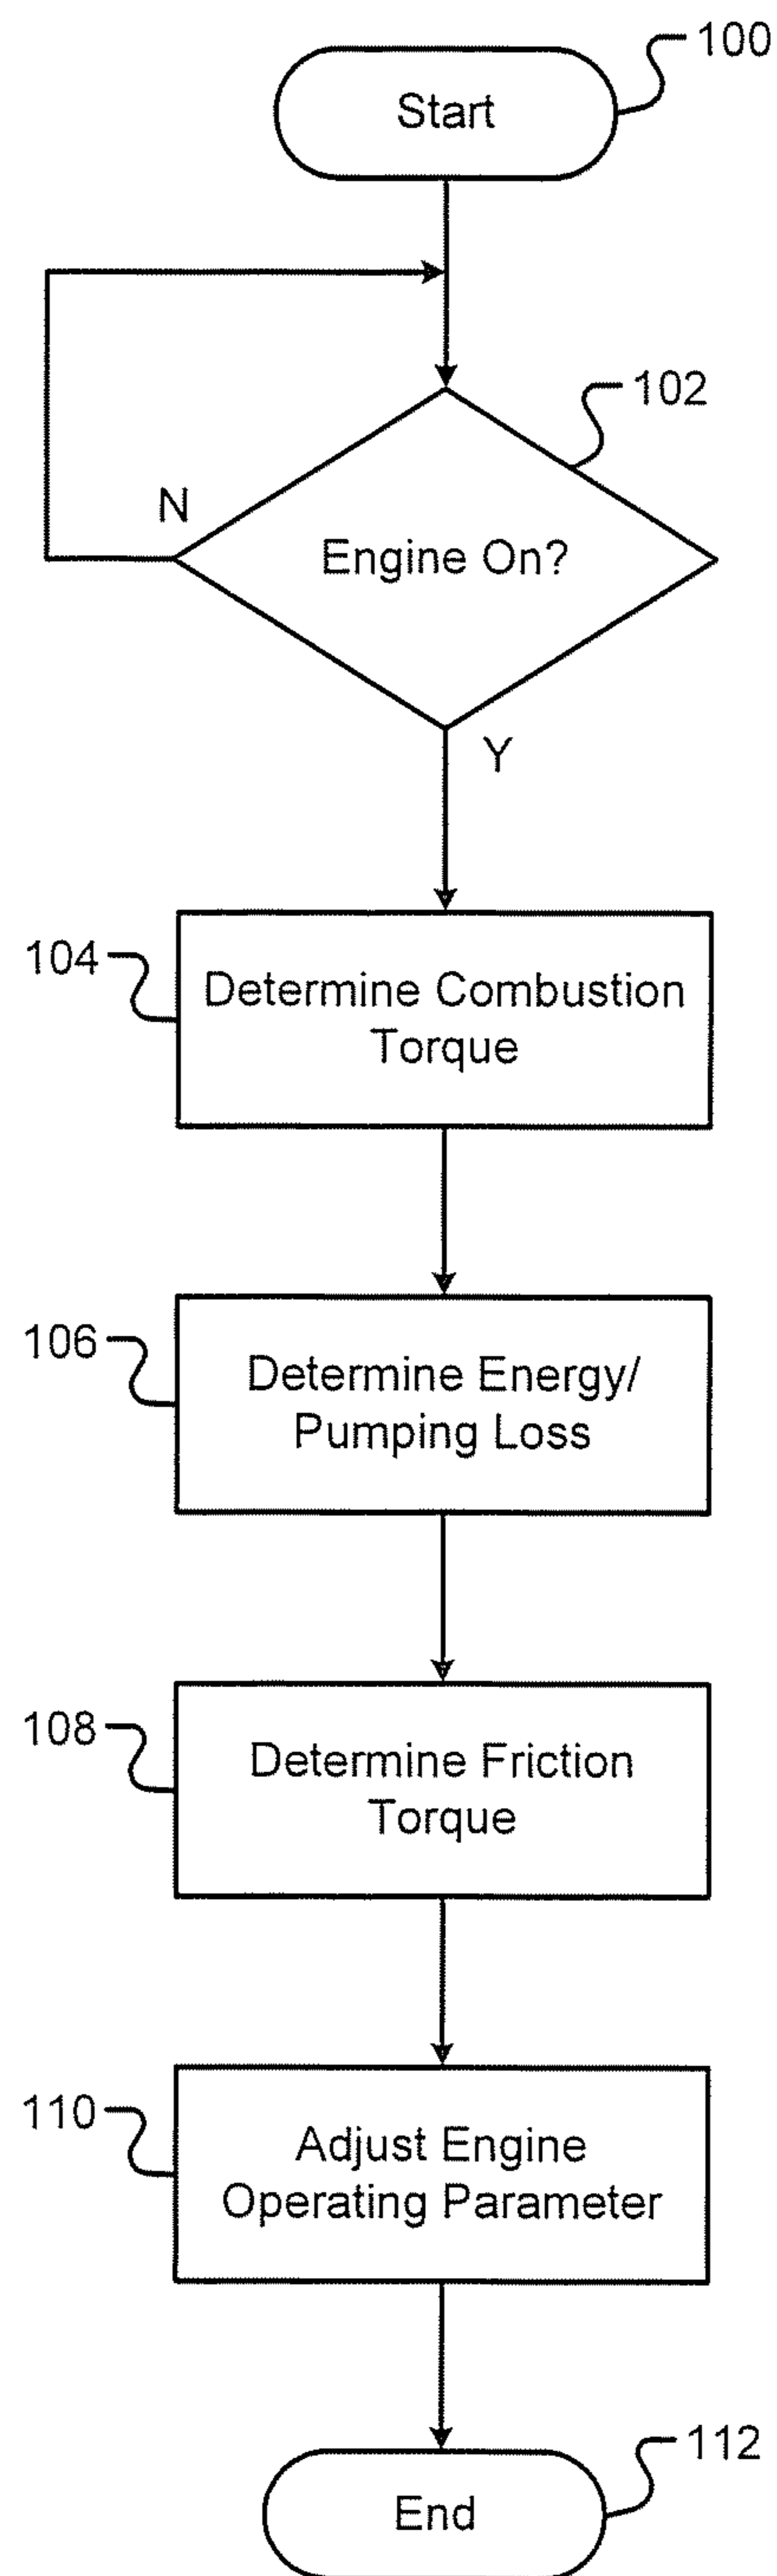 100
Start
102
N
Engine On?
Y
104
Determine Combustion
Torque
106
Determine Energy/
Pumping Loss
108
Determine Friction
Torque
110
Adjust Engine
Operating Parameter
112
End